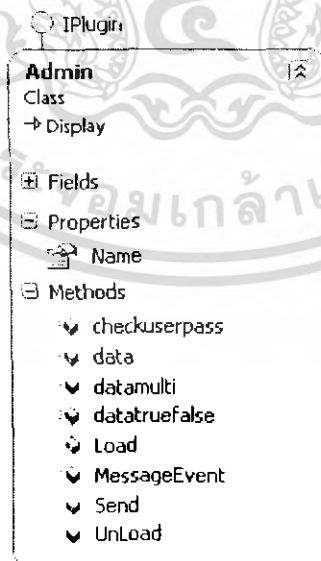 IPlugin
Admin
Class
Display
Fields
Properties
Name
Methods
checkuserpass
data
datamulti
datatruefalse
Load
MessageEvent
Send
UnLoad